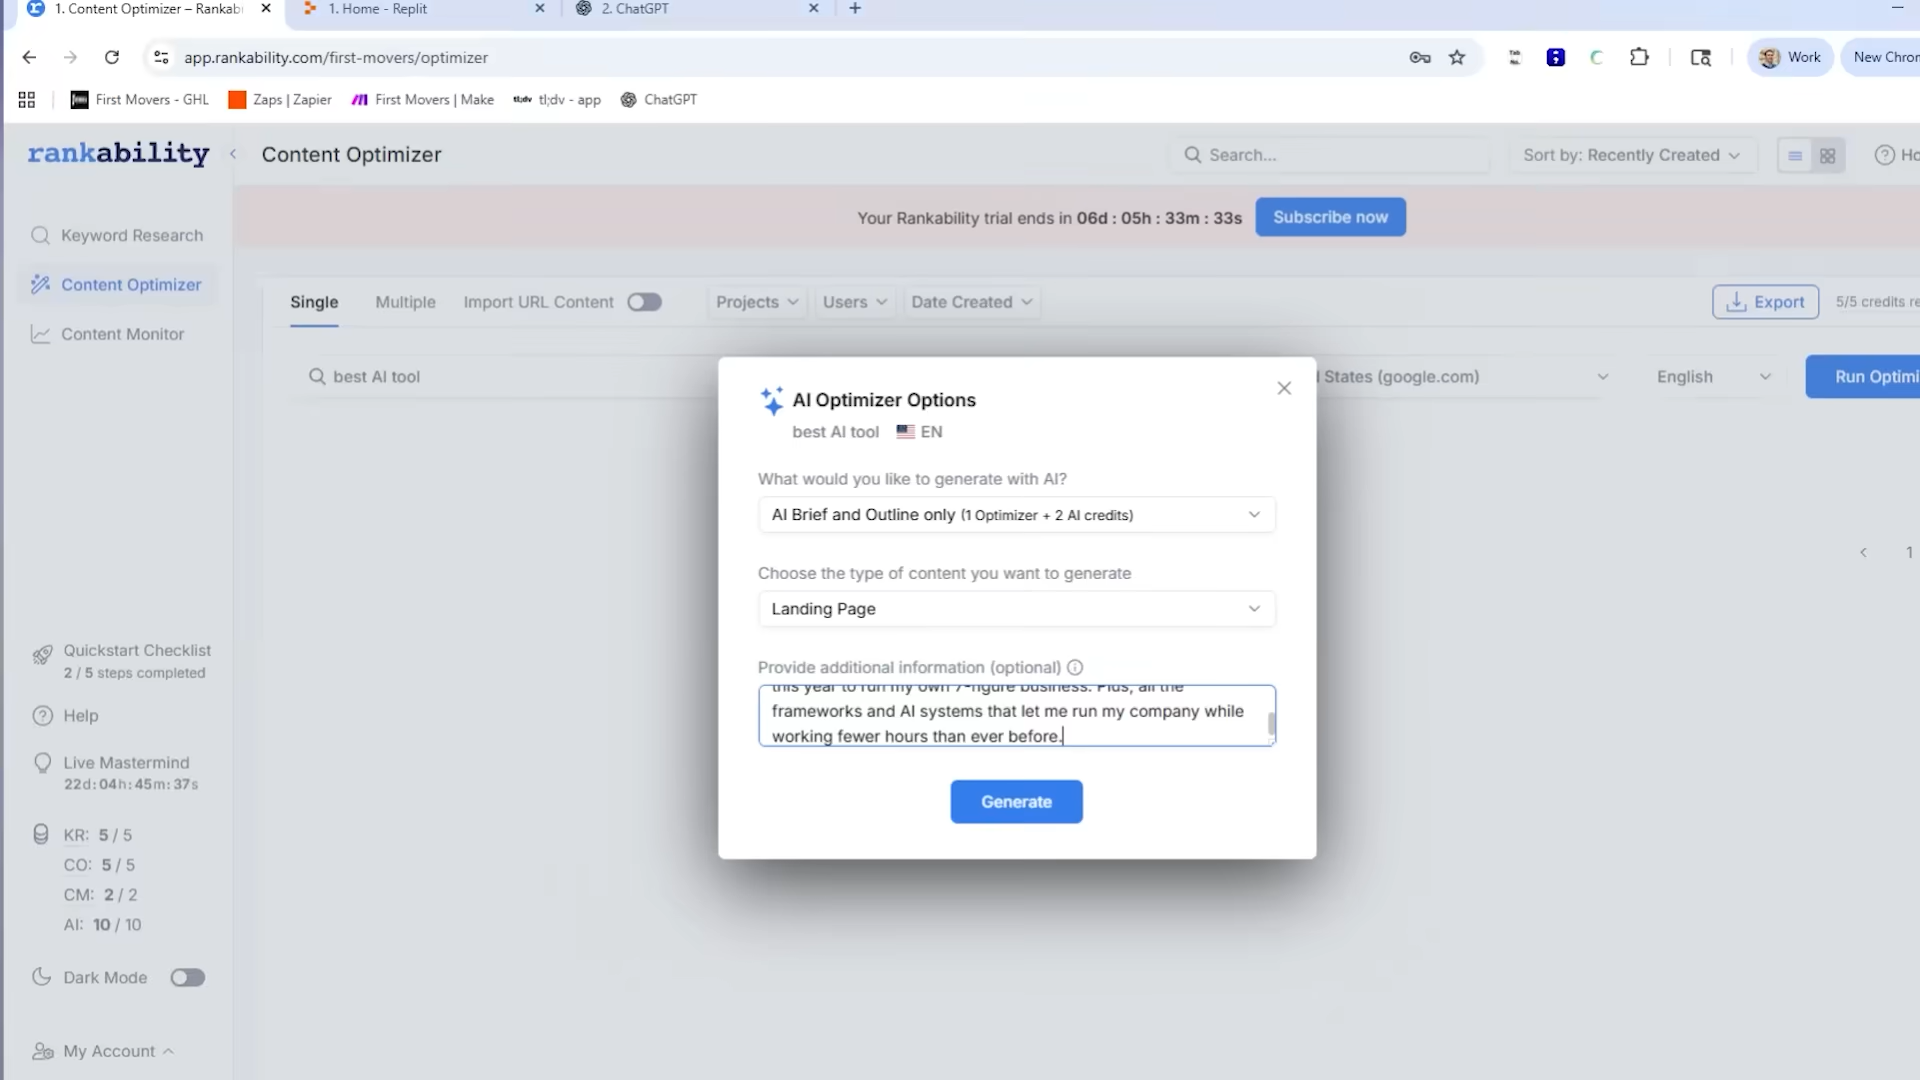 1. Content Optimizer – Rankab
1. Home - Replit
2. ChatGPT
app.rankability.com/first-movers/optimizer
Work
New Chro
First Movers - GHL
Zaps | Zapier
First Movers | Make
tl;dv tl;dv - app
ChatGPT
rankability
Content Optimizer
Search...
Sort by: Recently Created
Ho
Your Rankability trial ends in 06d : 05h : 33m : 33s
Subscribe now
Keyword Research
Content Optimizer
Content Monitor
Single
Multiple
Import URL Content
Projects
Users
Date Created
Export
5/5 credits re
best AI tool
States (google.com)
English
Run Optimi
AI Optimizer Options
best AI tool EN
What would you like to generate with AI?
AI Brief and Outline only (1 Optimizer + 2 AI credits)
Choose the type of content you want to generate
Landing Page
Provide additional information (optional)
this year to run my own 7-figure business. Plus, all the
frameworks and AI systems that let me run my company while
working fewer hours than ever before.
Generate
1
Quickstart Checklist
2 / 5 steps completed
Help
Live Mastermind
22d: 04h: 45m: 37s
KR: 5 / 5
CO: 5 / 5
CM: 2 / 2
AI: 10 / 10
Dark Mode
My Account